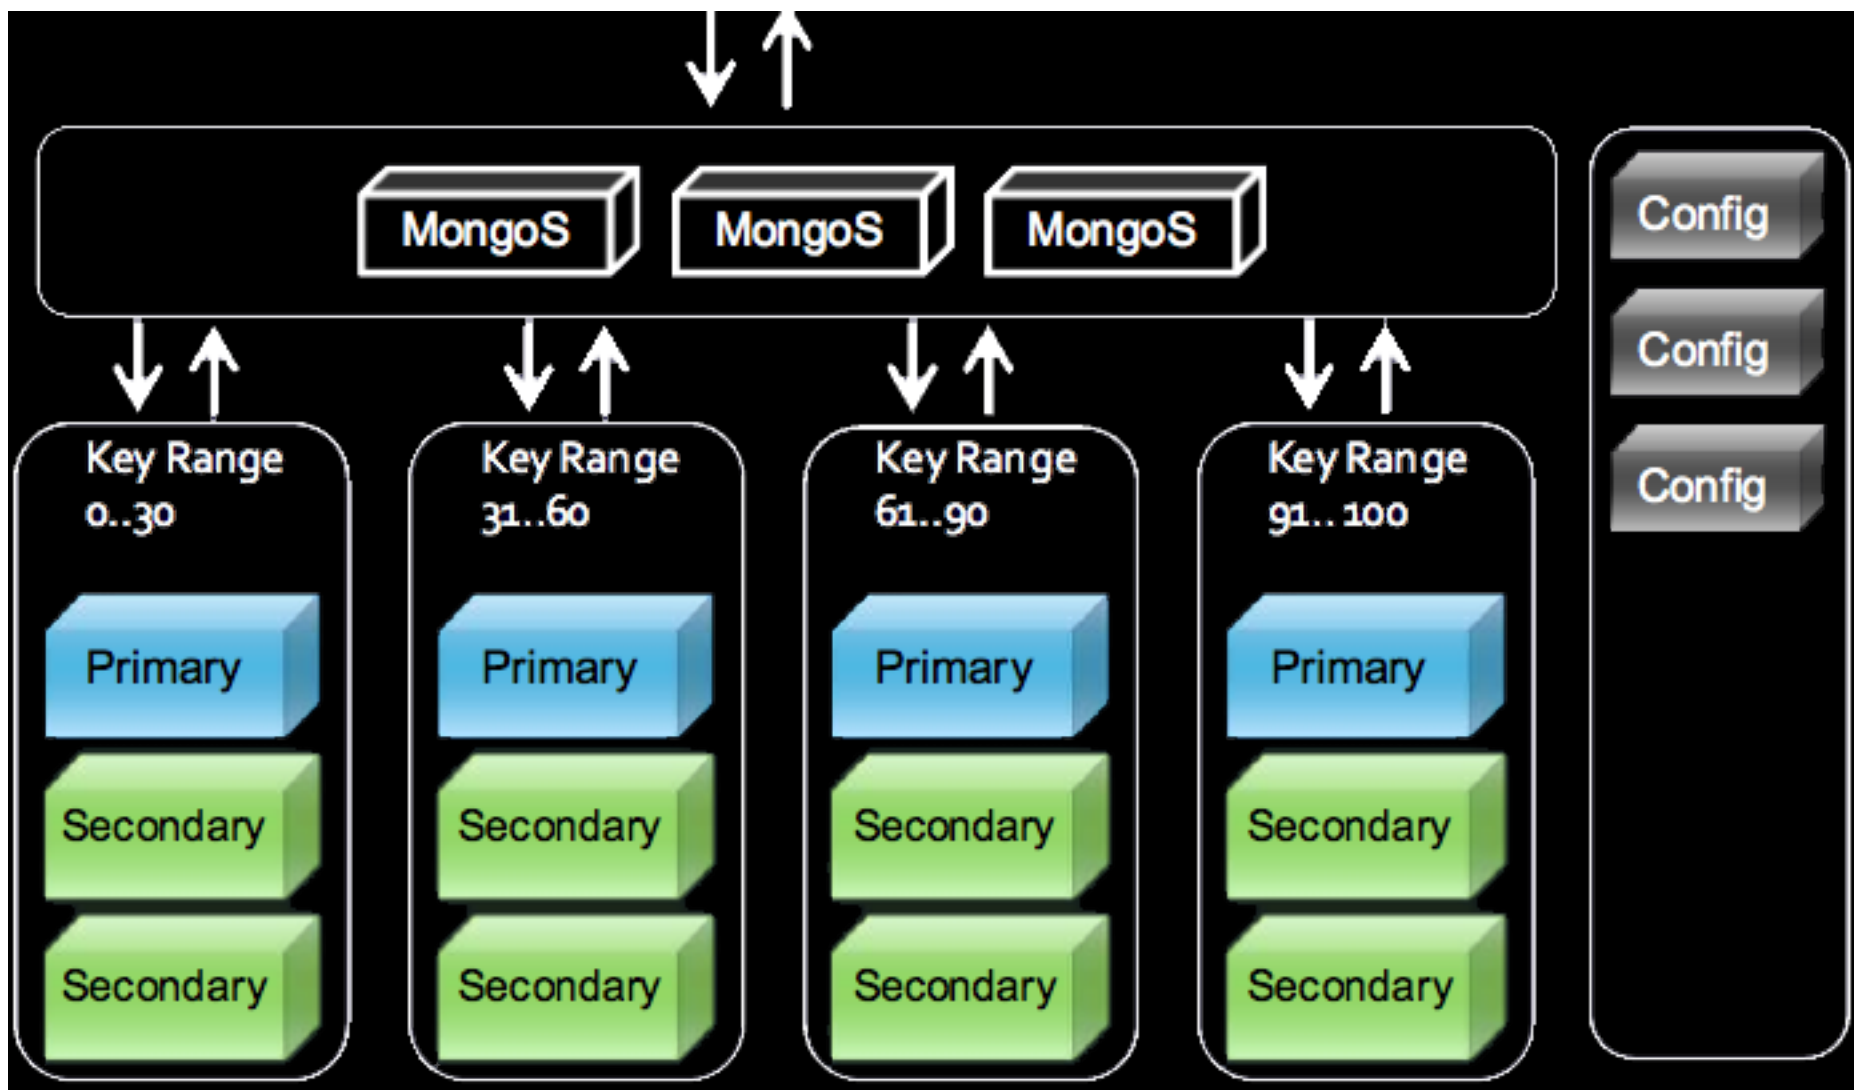 MongoS MongoS MongoS
Config
Config
Config
Key Range
0..30
Primary
Secondary
Secondary
Key Range
31..60
Primary
Secondary
Secondary
Key Range
61..90
Primary
Secondary
Secondary
Key Range
91.. 100
Primary
Secondary
Secondary